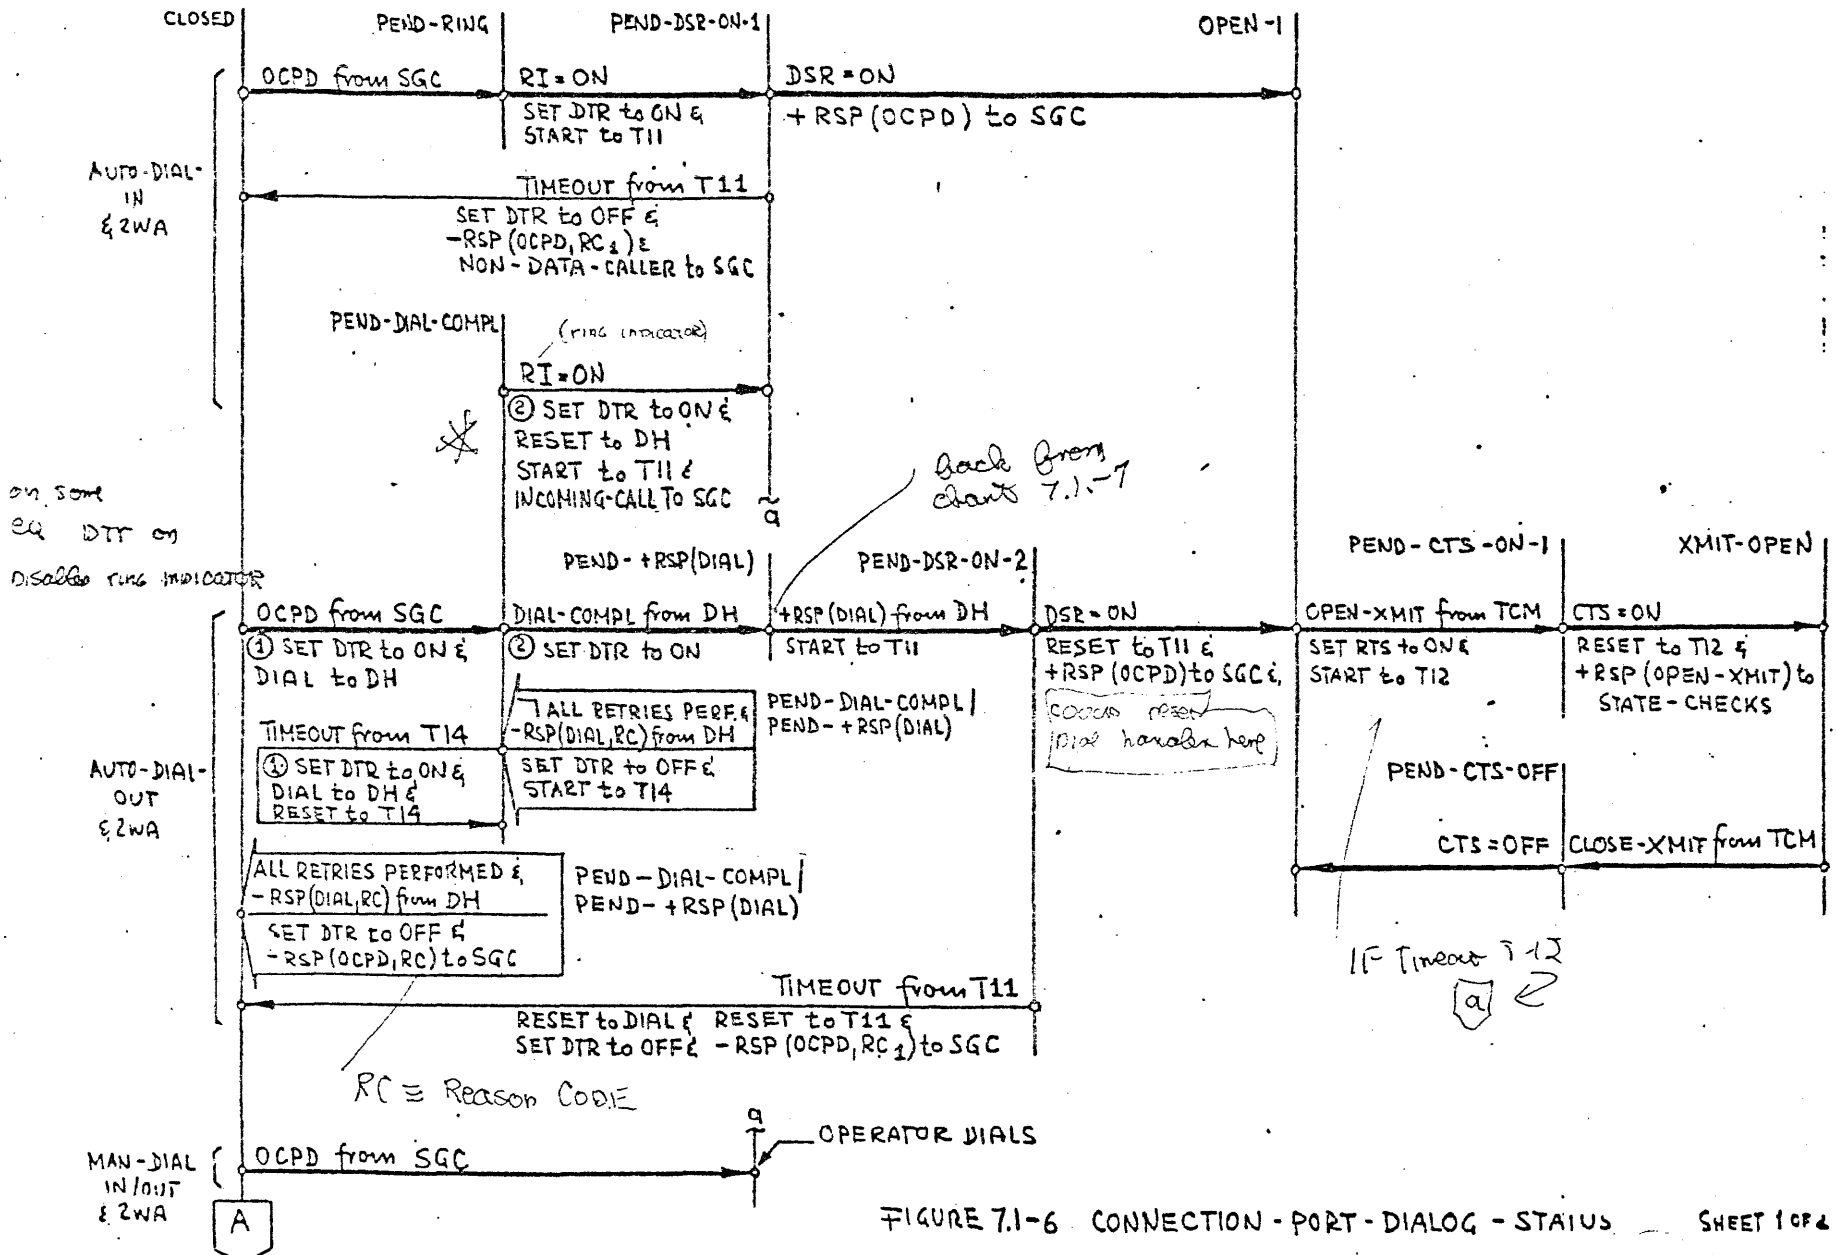 CLOSED
PEND-RING
PEND-DSR-ON-1
OPEN-1
OCPD from SGC
RI=ON
DSR=ON
SET DTR to ON &
START to T11
+RSP(OCPD) to SGC
AUTO-DIAL-
IN
& 2WA
TIMEOUT from T11
SET DTR to OFF &
-RSP(OCPD,RC1) &
NON-DATA-CALLER to SGC
PEND-DIAL-COMPL
(ring indicator)
RI=ON
② SET DTR to ON &
RESET to DH
START to T11 &
INCOMING-CALL TO SGC
a
back from
chart 7.1.-7
on some
eq DTR on
Disables ring INDICATOR
PEND-+RSP(DIAL)
PEND-DSR-ON-2
PEND-CTS-ON-1
XMIT-OPEN
OCPD from SGC
DIAL-COMPL from DH
+RSP(DIAL) from DH
DSR=ON
OPEN-XMIT from TCM
CTS=ON
① SET DTR to ON &
DIAL to DH
② SET DTR to ON
START to T11
RESET to T11 &
+RSP(OCPD) to SGC &
SET RTS to ON &
START to T12
RESET to T12 &
+RSP(OPEN-XMIT) to
STATE-CHECKS
reset
Dial handler here
AUTO-DIAL-
OUT
& 2WA
TIMEOUT from T14
① SET DTR to ON &
DIAL to DH &
RESET to T14
ALL RETRIES PERF. &
-RSP(DIAL,RC) from DH
SET DTR to OFF &
START to T14
PEND-DIAL-COMPL |
PEND-+RSP(DIAL)
PEND-CTS-OFF
CTS=OFF
CLOSE-XMIT from TCM
ALL RETRIES PERFORMED &
-RSP(DIAL,RC) from DH
SET DTR to OFF &
-RSP(OCPD,RC) to SGC
PEND-DIAL-COMPL |
PEND-+RSP(DIAL)
IF Timeout T-12
a
TIMEOUT from T11
RESET to DIAL & RESET to T11 &
SET DTR to OFF & -RSP(OCPD,RC1) to SGC
RC ≡ Reason CODE
MAN-DIAL
IN/OUT
& 2WA
OCPD from SGC
a
OPERATOR DIALS
A
FIGURE 7.1-6 CONNECTION-PORT-DIALOG-STATUS SHEET 1 OF 2